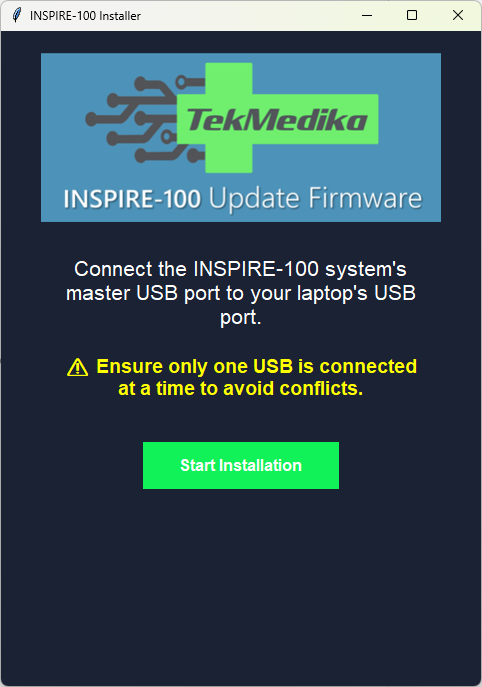 INSPIRE-100 Installer
TekMedika
INSPIRE-100 Update Firmware
Connect the INSPIRE-100 system's
master USB port to your laptop's USB
port.
⚠ Ensure only one USB is connected
at a time to avoid conflicts.
Start Installation